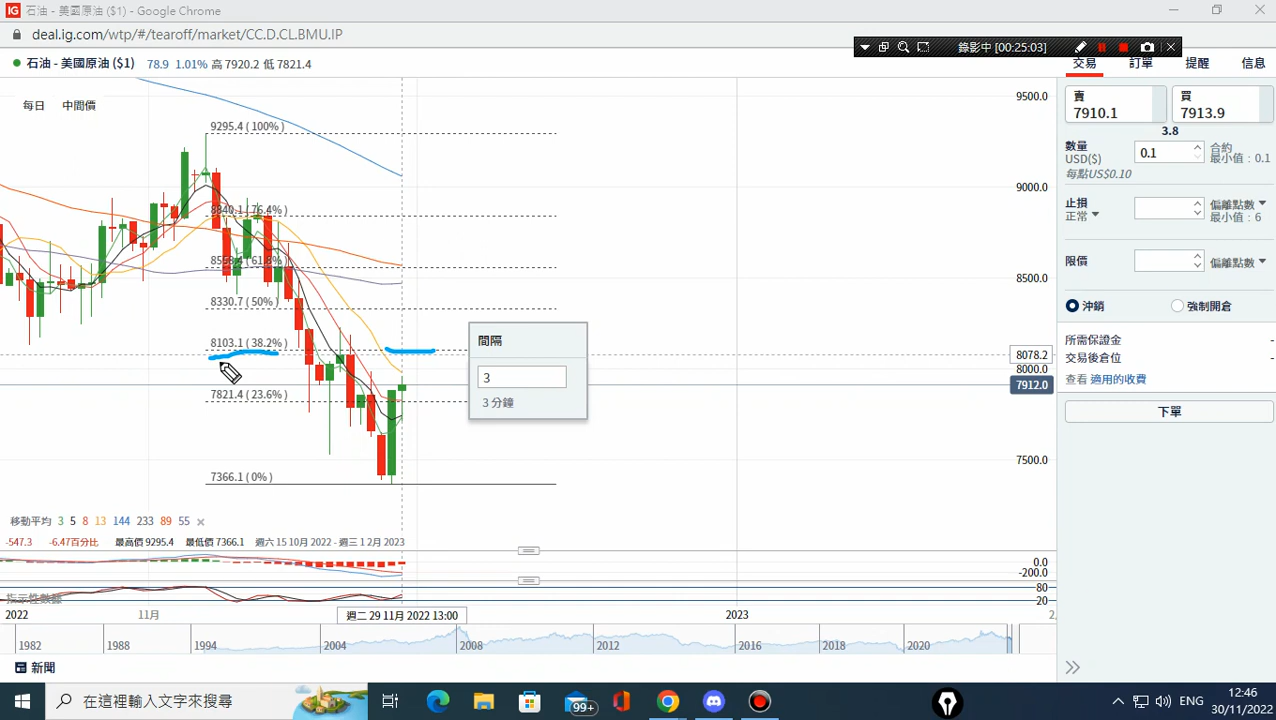 IG 石油 - 美國原油 ($1) - Google Chrome
deal.ig.com/wtp/#/tearoff/market/CC.D.CL.BMU.IP
錄影中 (00:25:03)
石油 - 美國原油 ($1) 78.9 1.01% 高 7920.2 低 7821.4
交易 訂單 提醒 信息
每日 中間價
9500.0
賣 買
7910.1 7913.9
3.8
9295.4 ( 100% )
數量
USD($)
0.1
合約
最小值 : 0.1
每點US$0.10
9000.0
止損
正常
偏離點數
最小值 : 6
8840.1 ( 76.4% )
限價
偏離點數
61.8% )
8500.0
8330.7 ( 50% )
沖銷 強制開倉
8103.1 ( 38.2% )
間隔
3
3 分鐘
8078.2
8000.0
7912.0
所需保證金 -
交易後倉位 -
查看 適用的收費
7821.4 ( 23.6% )
下單
7500.0
7366.1 ( 0% )
移動平均 3 5 8 13 144 233 89 55
-547.3 -6.47百分比 最高價 9295.4 最低價 7366.1 週六 15 10月 2022 - 週三 1 2月 2023
0.0
-200.0
80
20
指示性數據
2022 11月 週二 29 11月 2022 13:00 2023
1982 1988 1994 2004 2008 2012 2016 2018 2020
新聞
在這裡輸入文字來搜尋
99+
ENG
12:46
30/11/2022